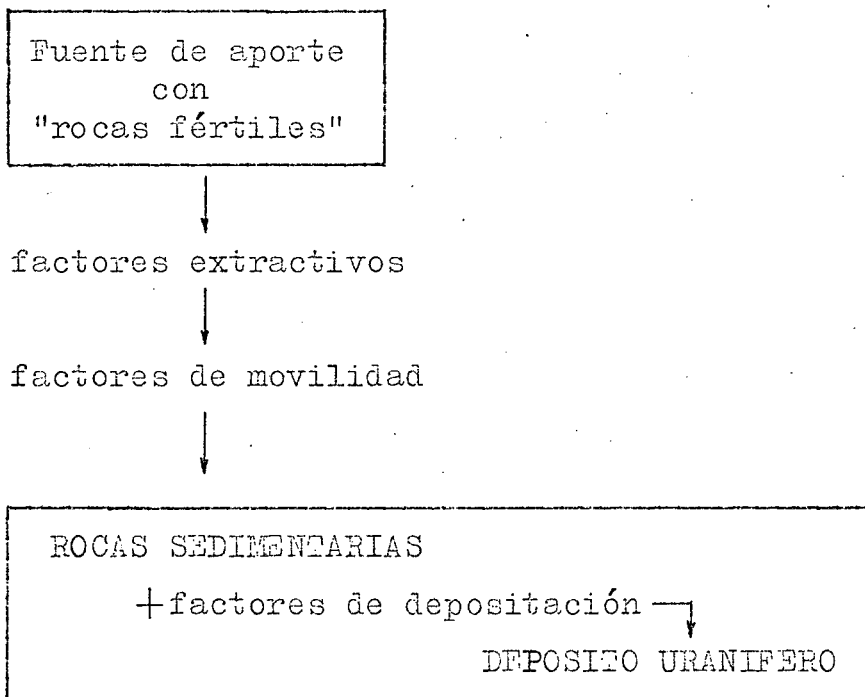 Fuente de aporte
con
"rocas fértiles"
factores extractivos
factores de movilidad
ROCAS SEDIMENTARIAS
+factores de depositación
DEPOSITO URANIFERO